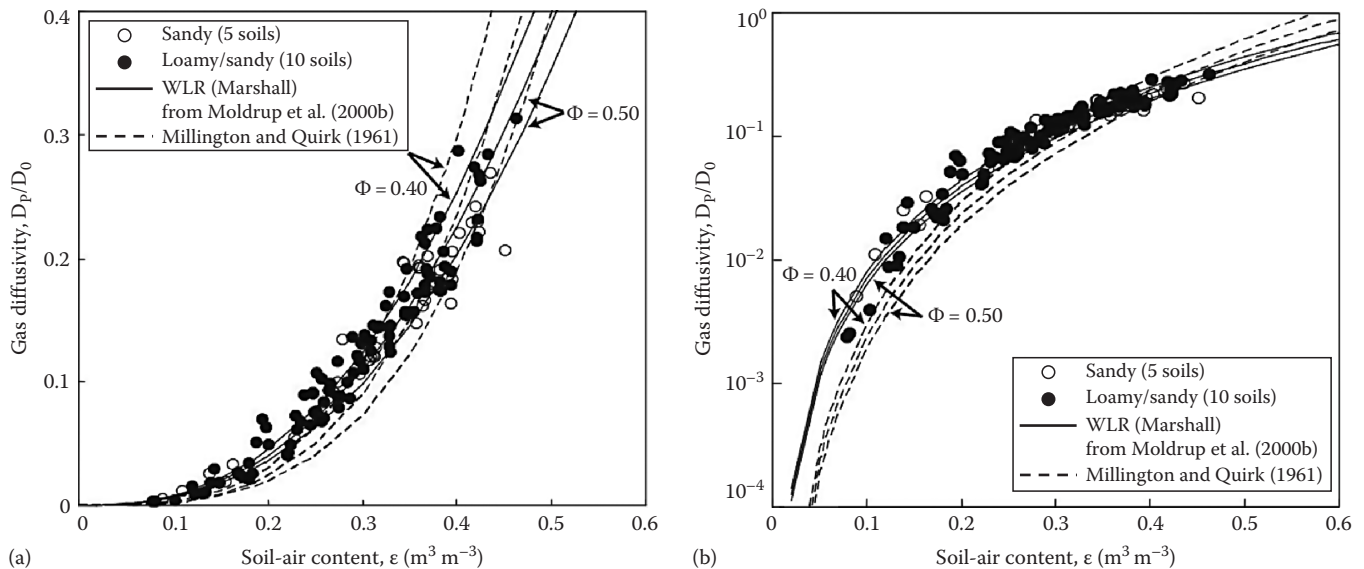 0.4
0.3
0.2
0.1
0
Gas diffusivity, D_P/D_0
Sandy (5 soils)
Loamy/sandy (10 soils)
WLR (Marshall)
from Moldrup et al. (2000b)
Millington and Quirk (1961)
Φ = 0.50
Φ = 0.40
0 0.1 0.2 0.3 0.4 0.5 0.6
(a) Soil-air content, ε (m³ m⁻³)
10⁰
10⁻¹
10⁻²
10⁻³
10⁻⁴
Gas diffusivity, D_P/D_0
Φ = 0.40
Φ = 0.50
Sandy (5 soils)
Loamy/sandy (10 soils)
WLR (Marshall)
from Moldrup et al. (2000b)
Millington and Quirk (1961)
0 0.1 0.2 0.3 0.4 0.5 0.6
(b) Soil-air content, ε (m³ m⁻³)